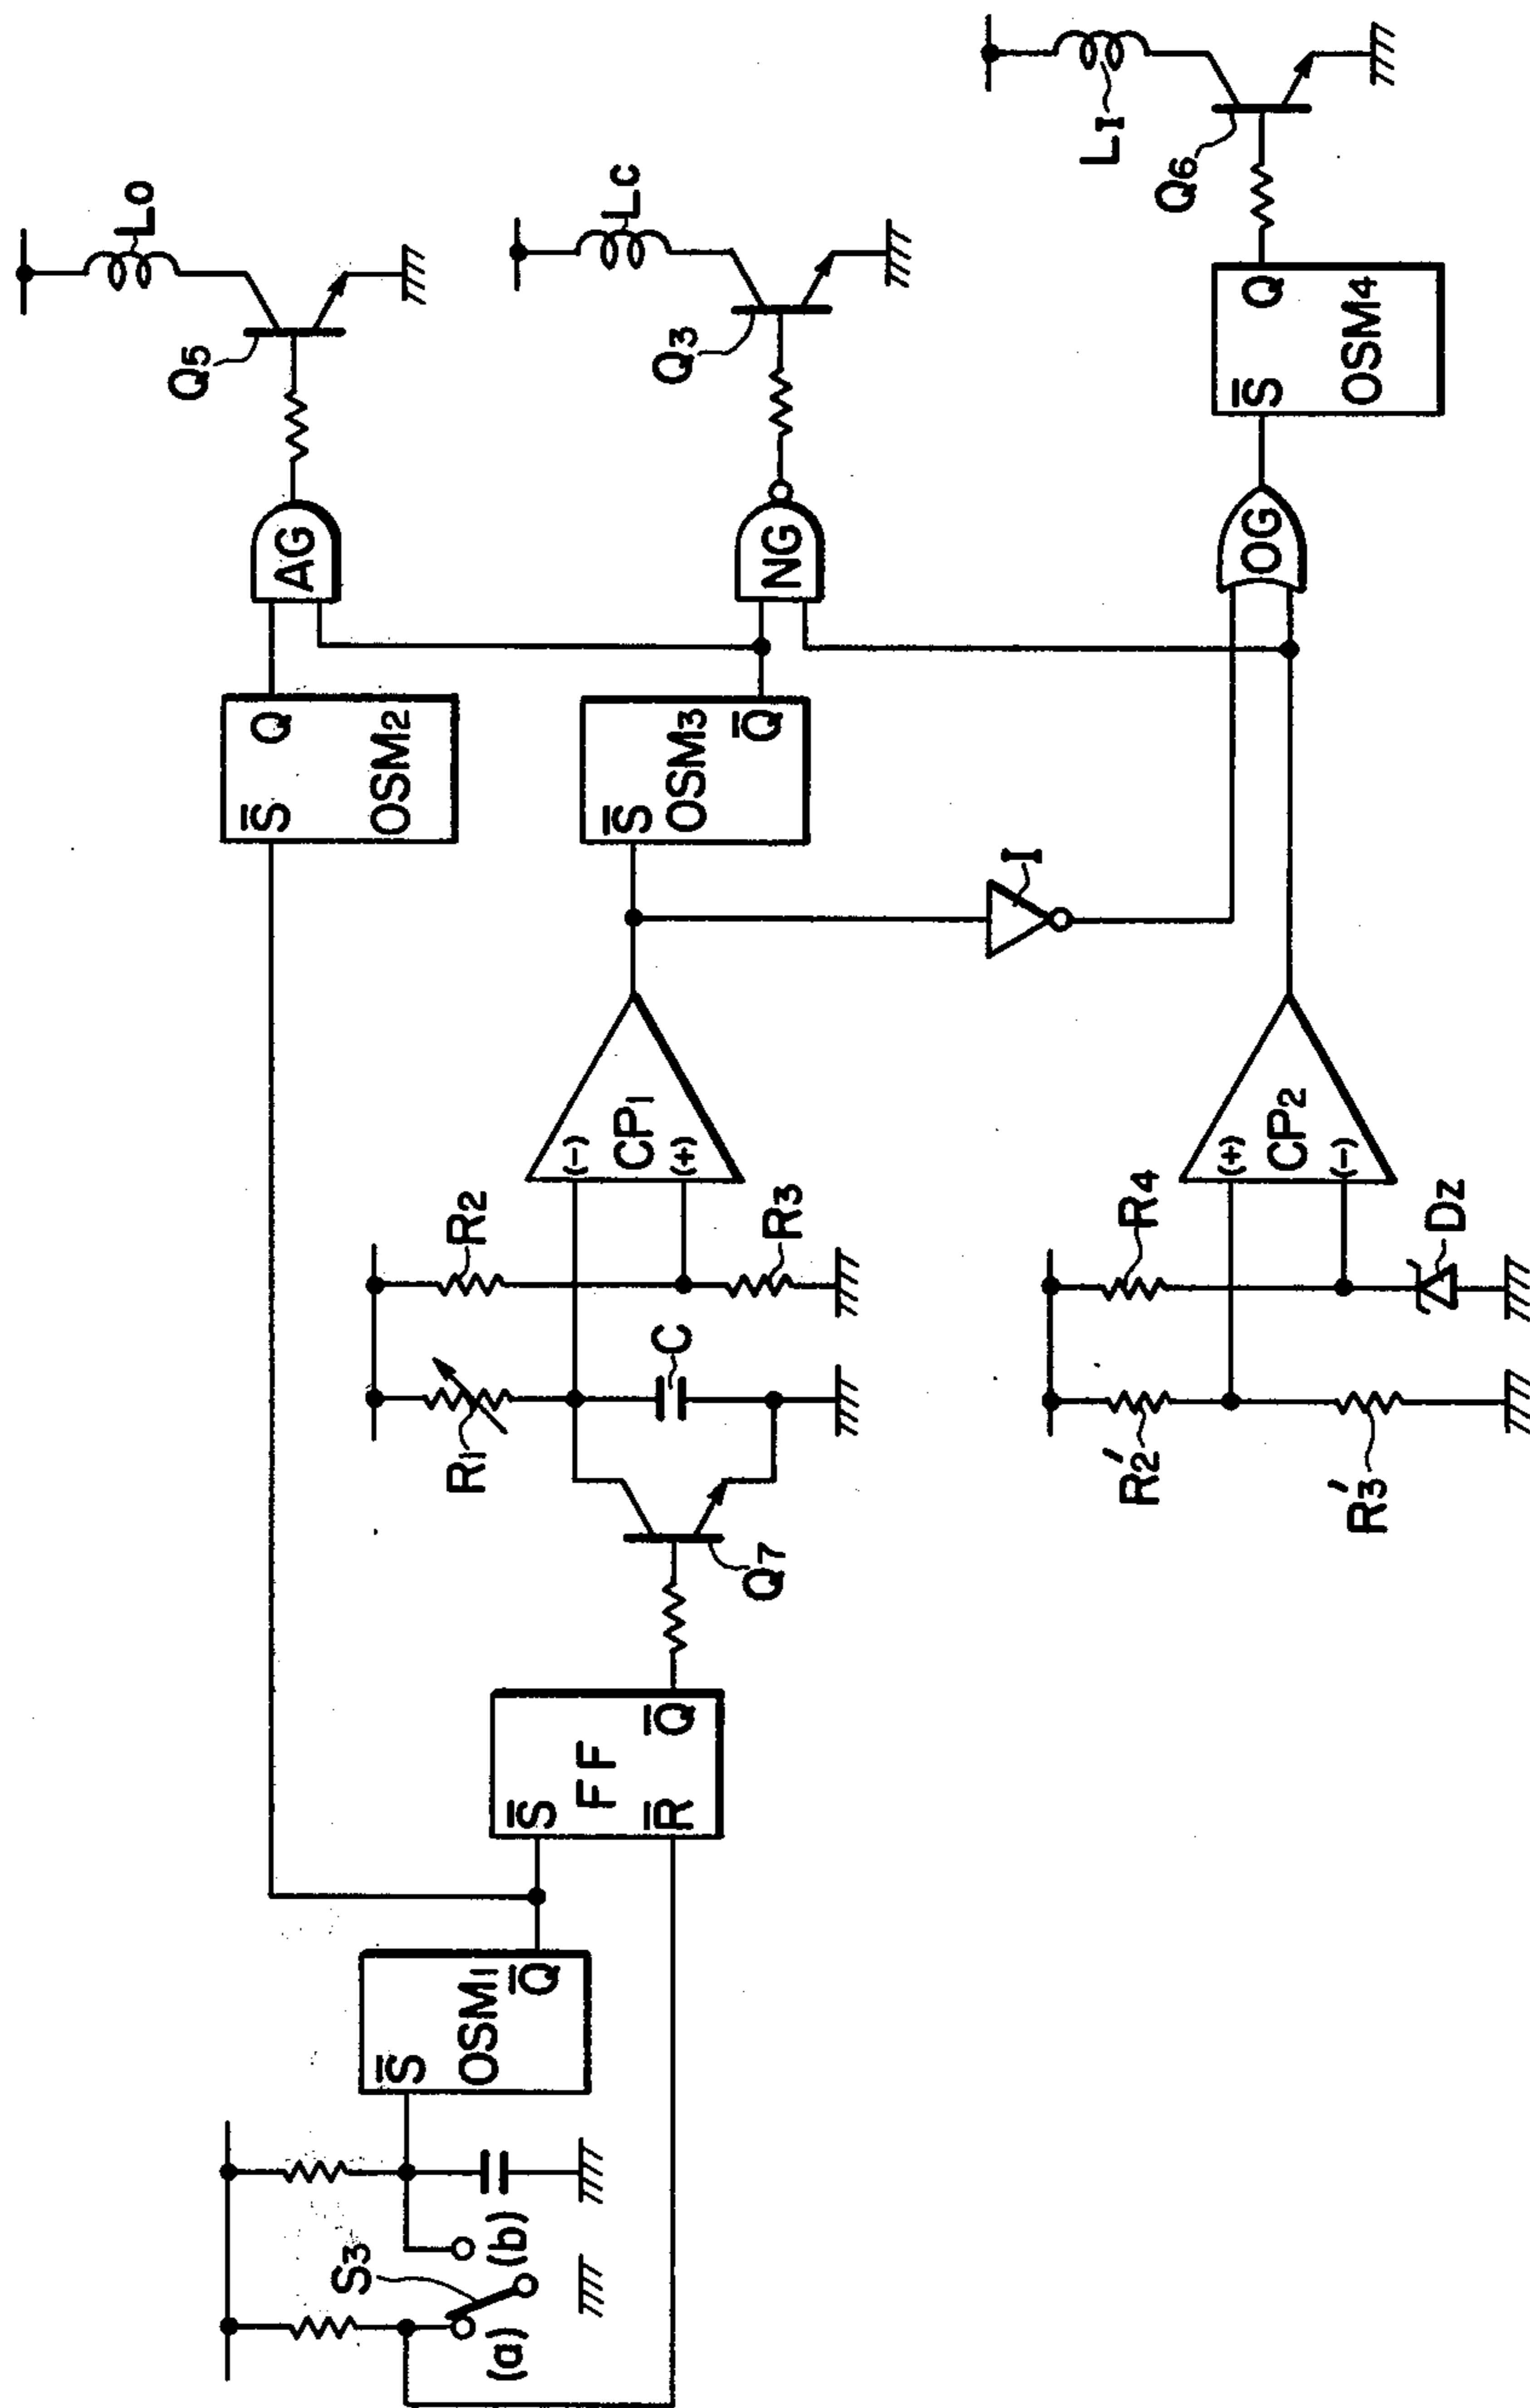 LO
Q5
AG
Q
S̅
OSM2
LC
Q3
NG
S̅
OSM3
Q̅
I
LI
Q6
Q
S̅
OSM4
OG
(-)
CP1
(+)
R2
R3
R1
C
Q7
(+)
CP2
(-)
R4
DZ
R2'
R3'
S̅
FF
R̅
Q̅
S̅
OSM1
Q̅
S3
(a)
(b)